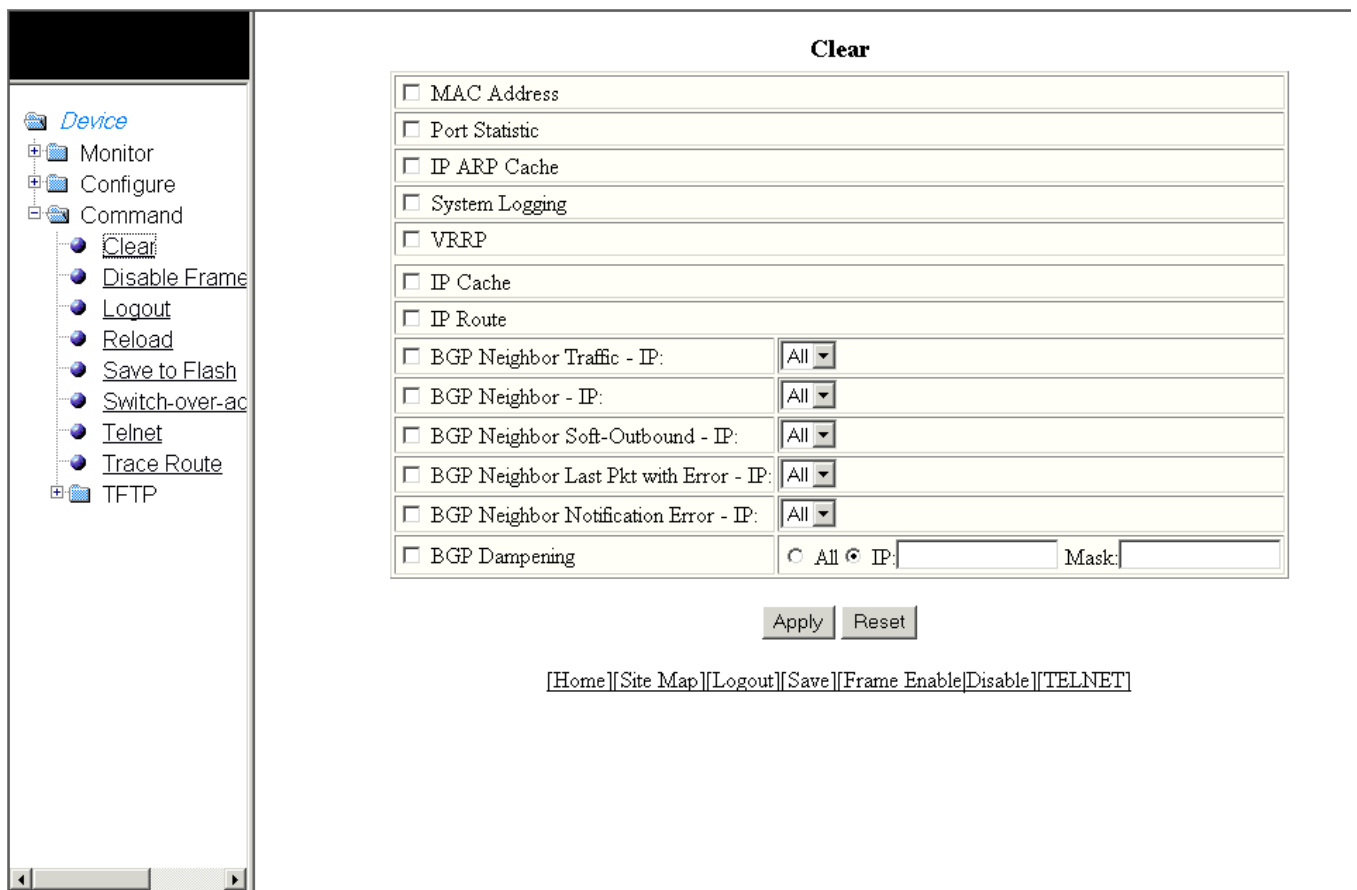 Device
Monitor
Configure
Command
Clear
Disable Frame
Logout
Reload
Save to Flash
Switch-over-ac
Telnet
Trace Route
TFTP
Clear
MAC Address
Port Statistic
IP ARP Cache
System Logging
VRRP
IP Cache
IP Route
BGP Neighbor Traffic - IP: All
BGP Neighbor - IP: All
BGP Neighbor Soft-Outbound - IP: All
BGP Neighbor Last Pkt with Error - IP: All
BGP Neighbor Notification Error - IP: All
BGP Dampening All IP: Mask:
Apply Reset
[Home][Site Map][Logout][Save][Frame Enable|Disable][TELNET]